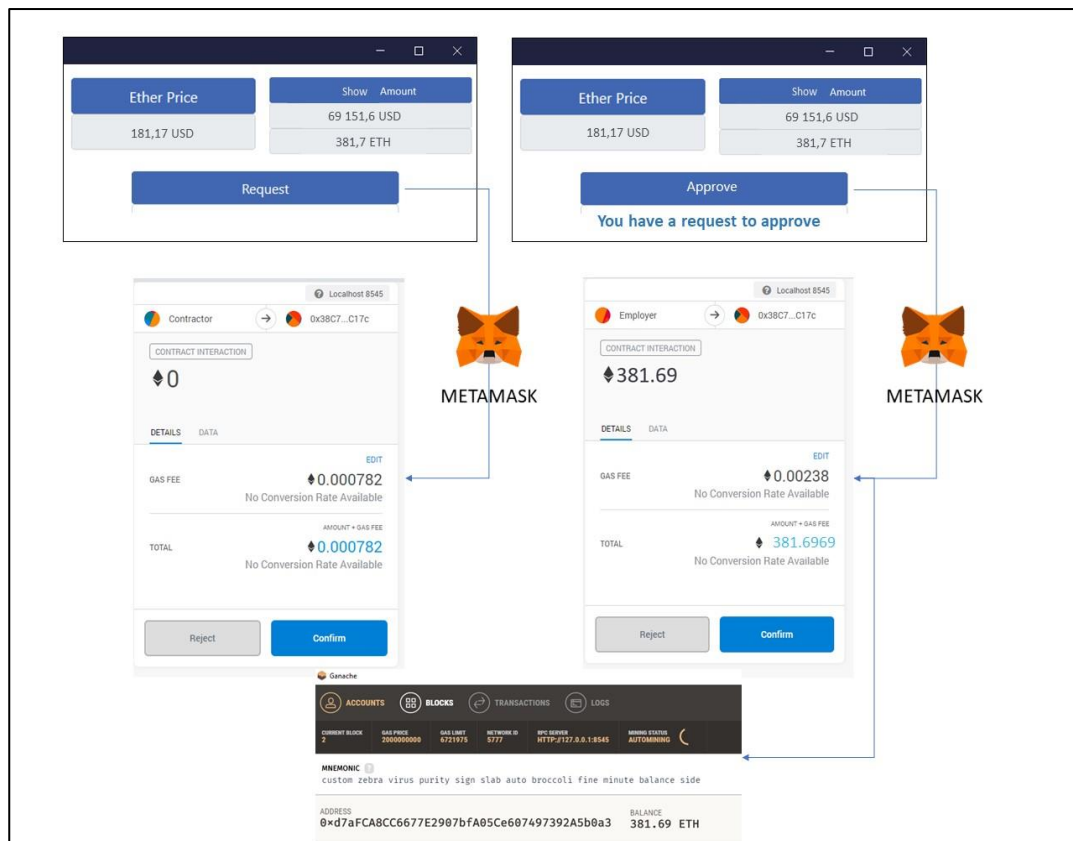 Ether Price
181,17 USD
Show Amount
69 151,6 USD
381,7 ETH
Request
Ether Price
181,17 USD
Show Amount
69 151,6 USD
381,7 ETH
Approve
You have a request to approve
Localhost 8545
Contractor
0x38C7...C17c
CONTRACT INTERACTION
0
DETAILS DATA
EDIT
GAS FEE
0.000782
No Conversion Rate Available
AMOUNT + GAS FEE
TOTAL
0.000782
No Conversion Rate Available
Reject
Confirm
METAMASK
Localhost 8545
Employer
0x38C7...C17c
CONTRACT INTERACTION
381.69
DETAILS DATA
EDIT
GAS FEE
0.00238
No Conversion Rate Available
AMOUNT + GAS FEE
TOTAL
381.6969
No Conversion Rate Available
Reject
Confirm
METAMASK
Ganache
ACCOUNTS BLOCKS TRANSACTIONS LOGS
CURRENT BLOCK
2
GAS PRICE
2000000000
GAS LIMIT
6721975
NETWORK ID
5777
RPC SERVER
HTTP://127.0.0.1:8545
MINING STATUS
AUTOMINING
MNEMONIC ?
custom zebra virus purity sign slab auto broccoli fine minute balance side
ADDRESS
0×d7aFCA8CC6677E2907bfA05Ce607497392A5b0a3
BALANCE
381.69 ETH